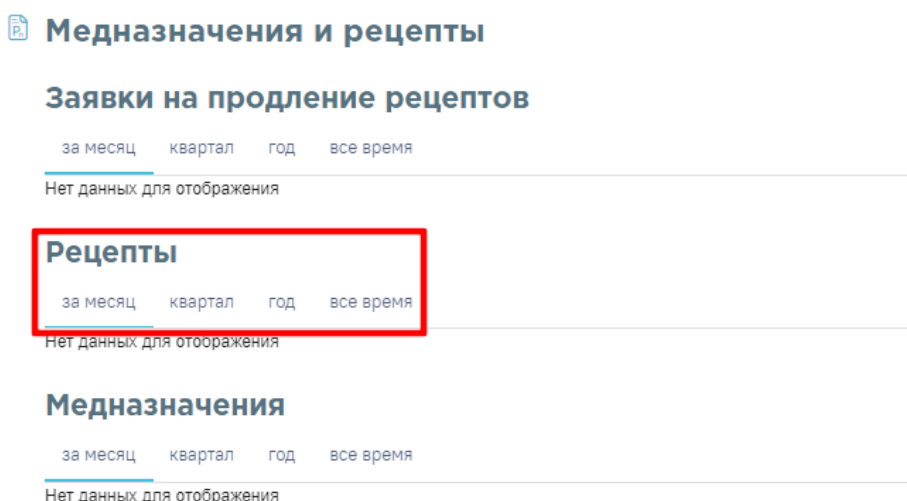 Медназначения и рецепты
Заявки на продление рецептов
за месяц квартал год все время
Нет данных для отображения
Рецепты
за месяц квартал год все время
Нет данных для отображения
Медназначения
за месяц квартал год все время
Нет данных для отображения